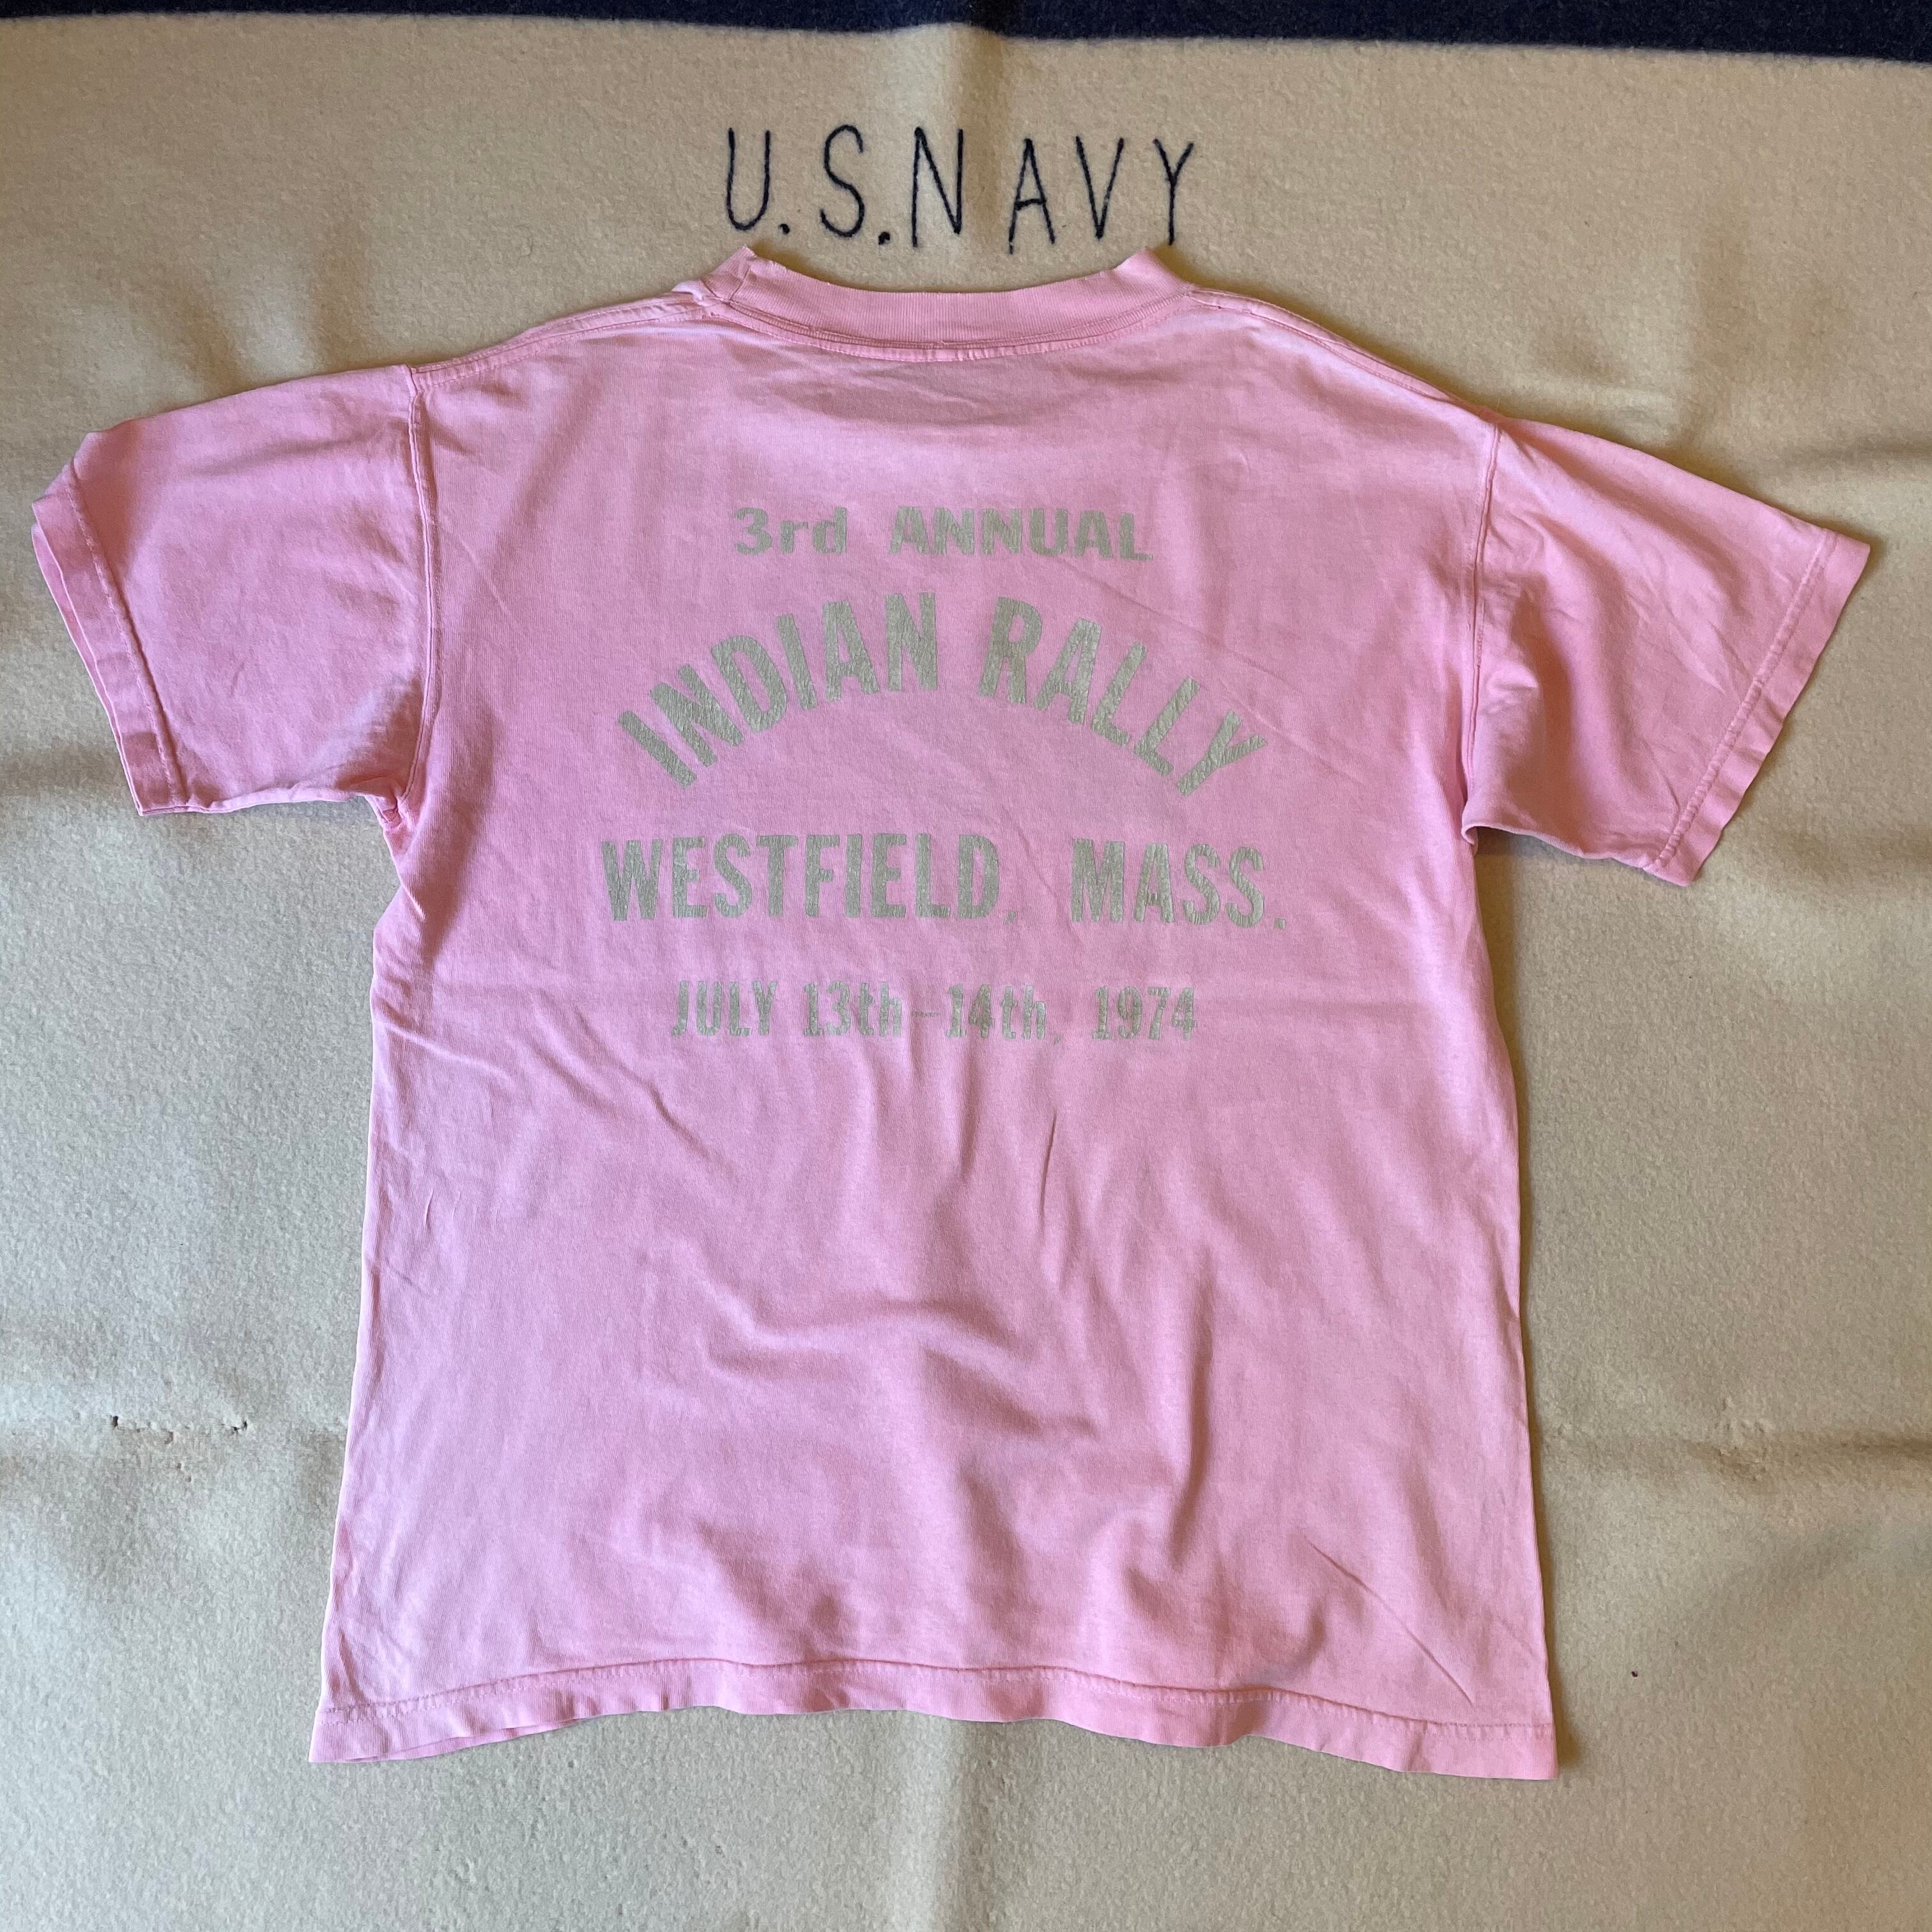 U.S.NAVY
3rd ANNUAL
INDIAN RALLY
WESTFIELD, MASS.
JULY 13th-14th, 1974